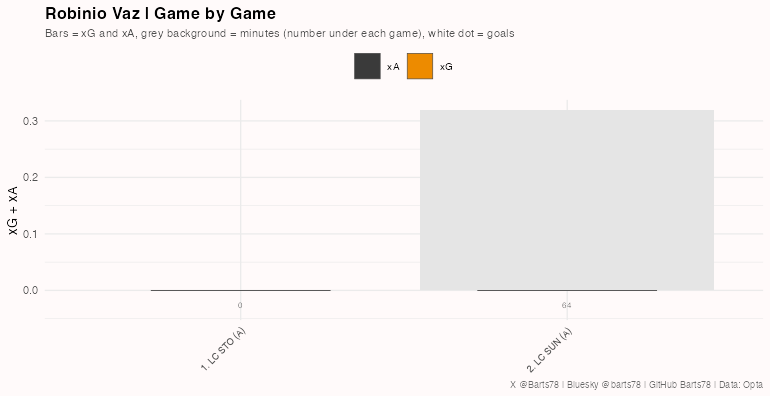 Robinio Vaz | Game by Game
Bars = xG and xA, grey background = minutes (number under each game), white dot = goals
xA xG
xG + xA
0.3
0.2
0.1
0.0
0 64
1. LC STO (A) 2. LC SUN (A)
X @Barts78 | Bluesky @barts78 | GitHub Barts78 | Data: Opta